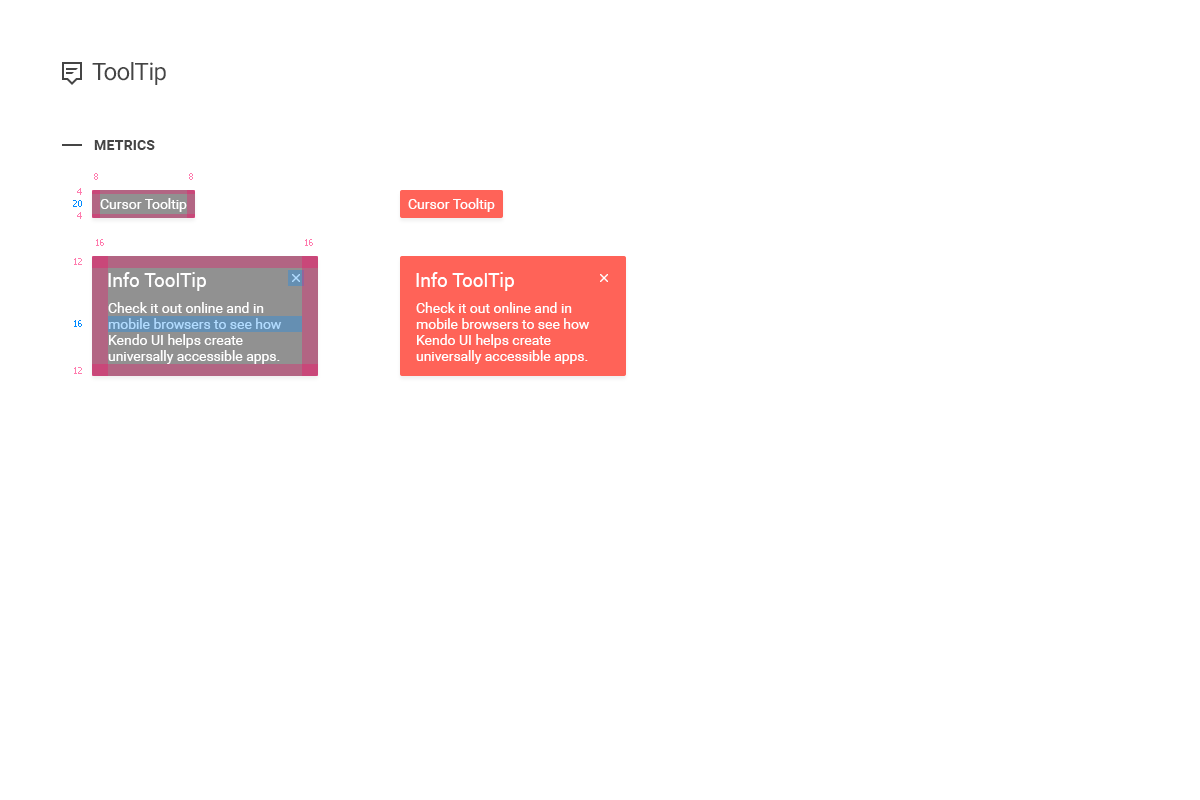 ToolTip
METRICS
8 8
4
20
4
Cursor Tooltip
Cursor Tooltip
16 16
12
16
12
Info ToolTip
Check it out online and in
mobile browsers to see how
Kendo UI helps create
universally accessible apps.
Info ToolTip
Check it out online and in
mobile browsers to see how
Kendo UI helps create
universally accessible apps.